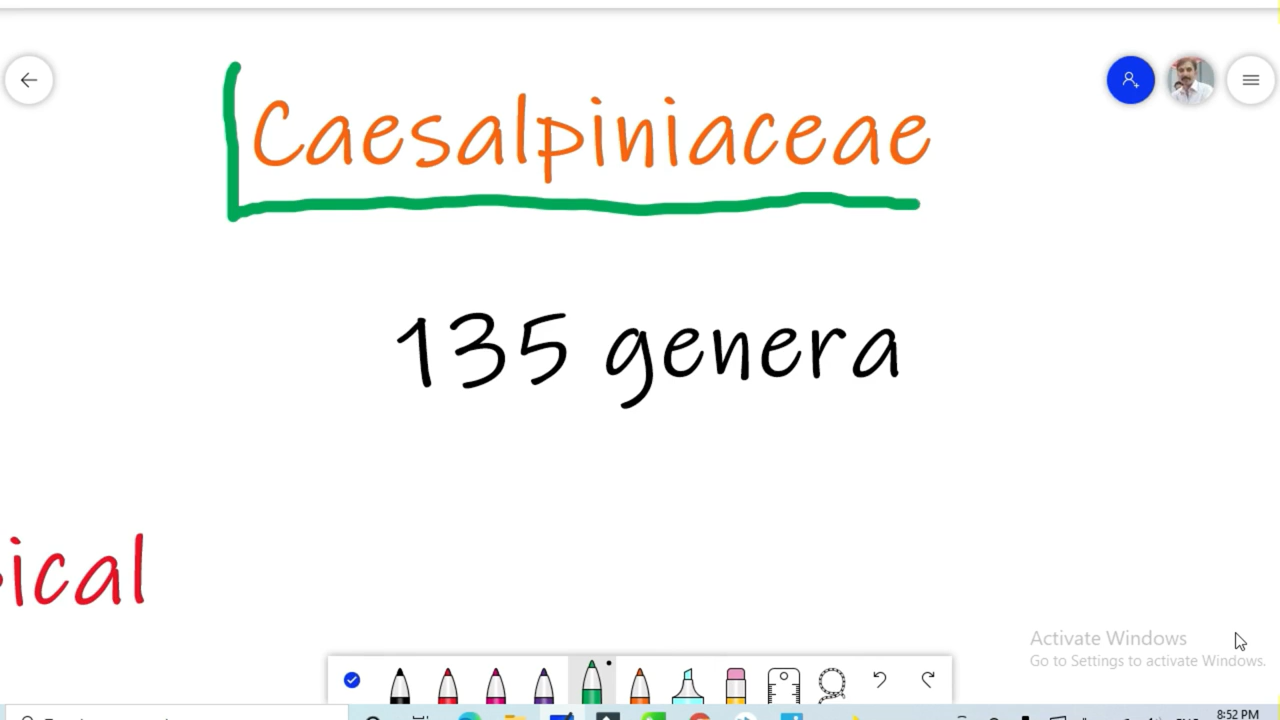 Caesalpiniaceae
135 genera
ical
Activate Windows
Go to Settings to activate Windows.
8:52 PM